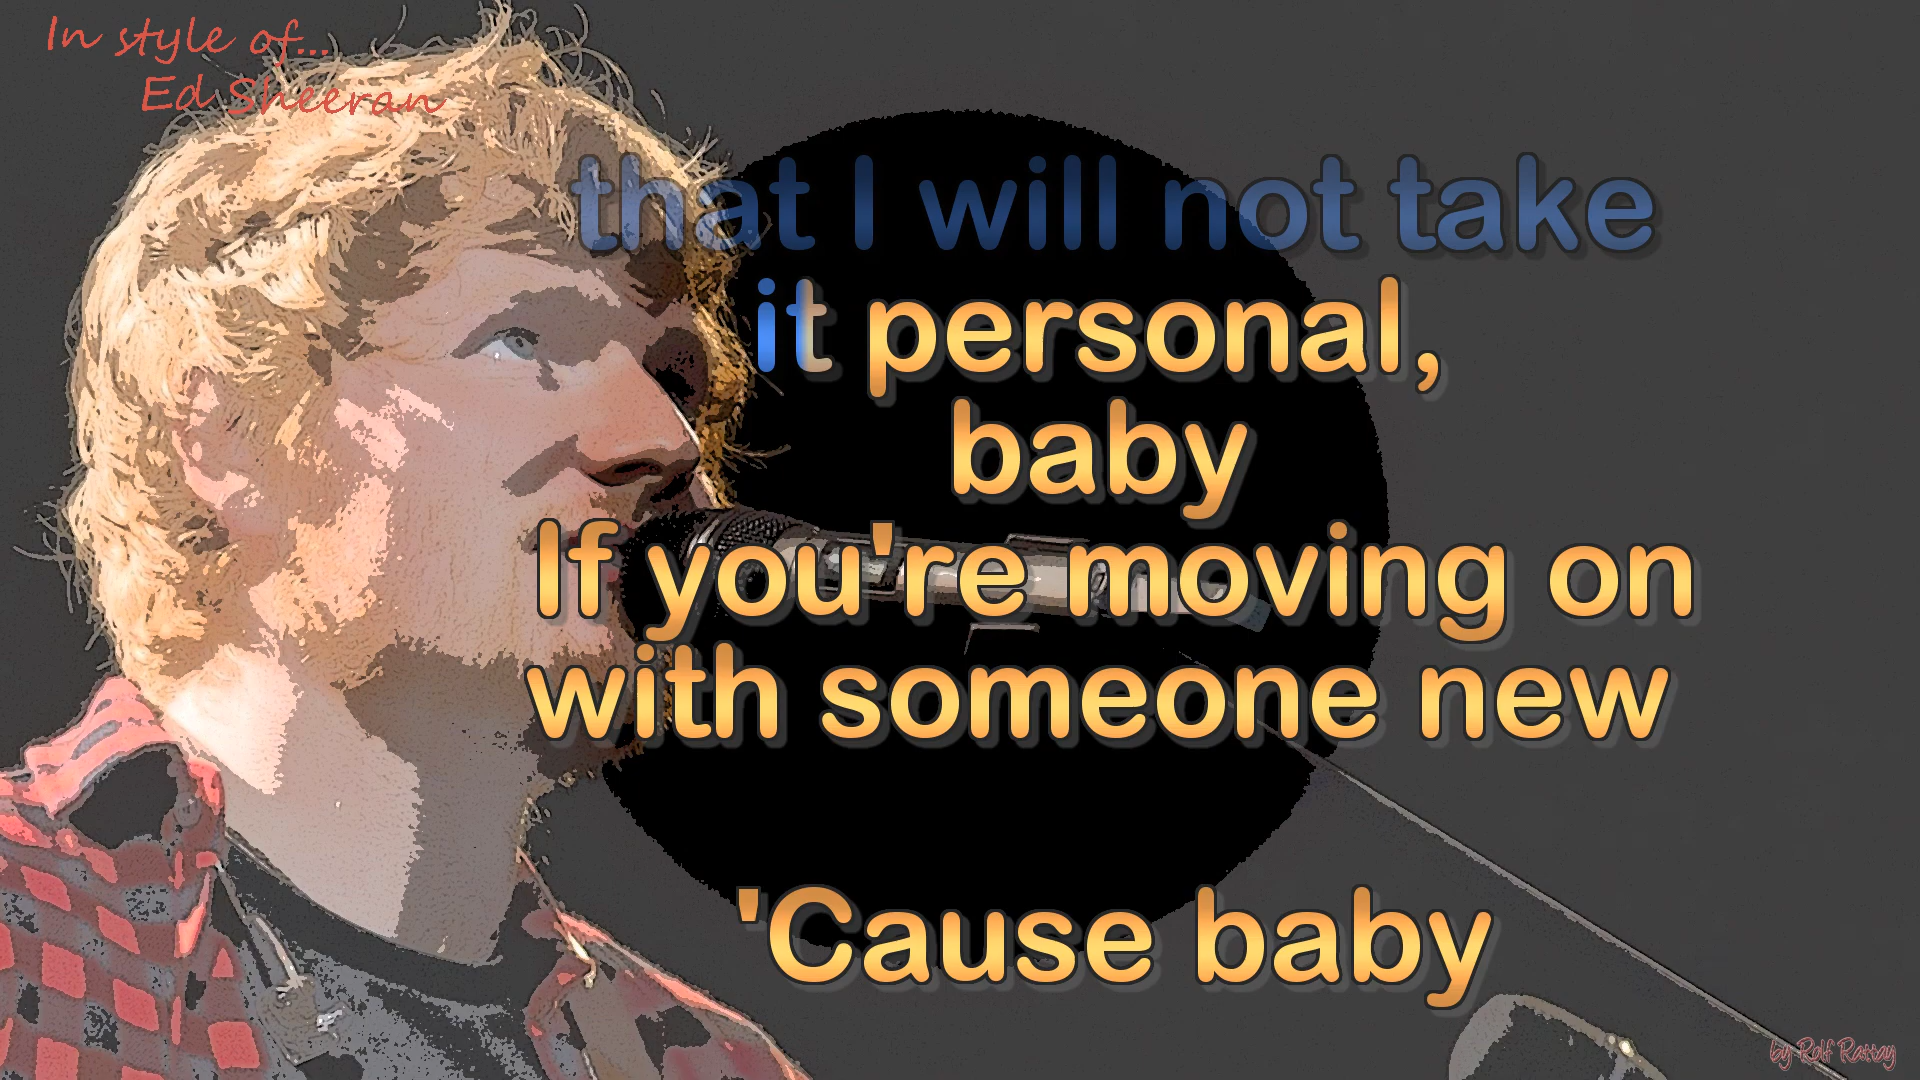 In style of...
Ed Sheeran
that I will not take
it personal,
baby
If you're moving on
with someone new
'Cause baby
by Rolf Rattay